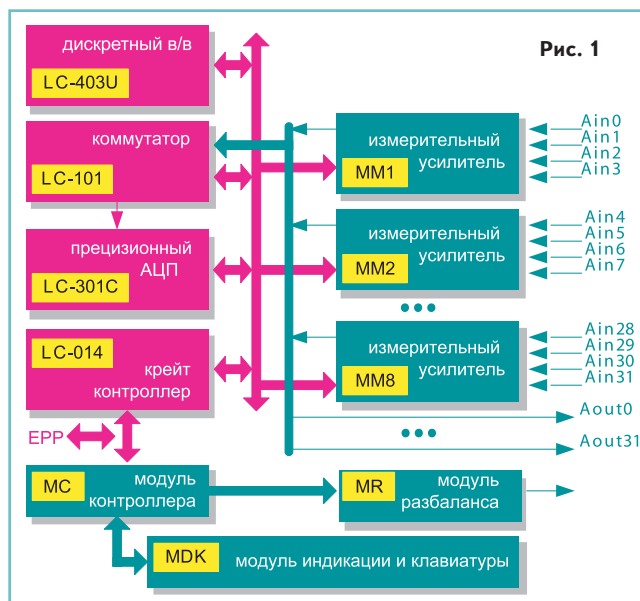 Рис. 1
дискретный в/в
LC-403U
коммутатор
LC-101
прецизионный
АЦП
LC-301C
LC-014
крейт
контроллер
EPP
MC
модуль
контроллера
MR
модуль
разбаланса
MDK
модуль индикации и клавиатуры
измерительный
усилитель
MM1
Ain0
Ain1
Ain2
Ain3
измерительный
усилитель
MM2
Ain4
Ain5
Ain6
Ain7
•••
измерительный
усилитель
MM8
Ain28
Ain29
Ain30
Ain31
Aout0
•••
Aout31